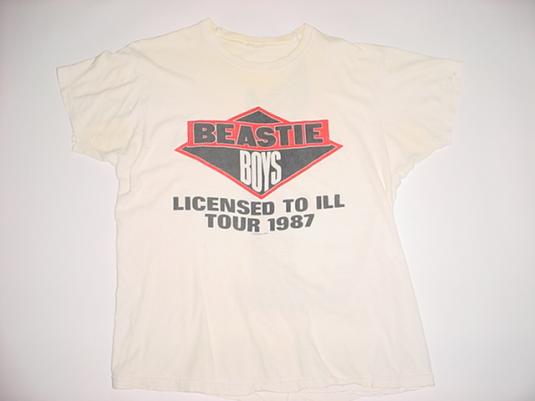 BEASTIE
BOYS
LICENSED TO ILL
TOUR 1987